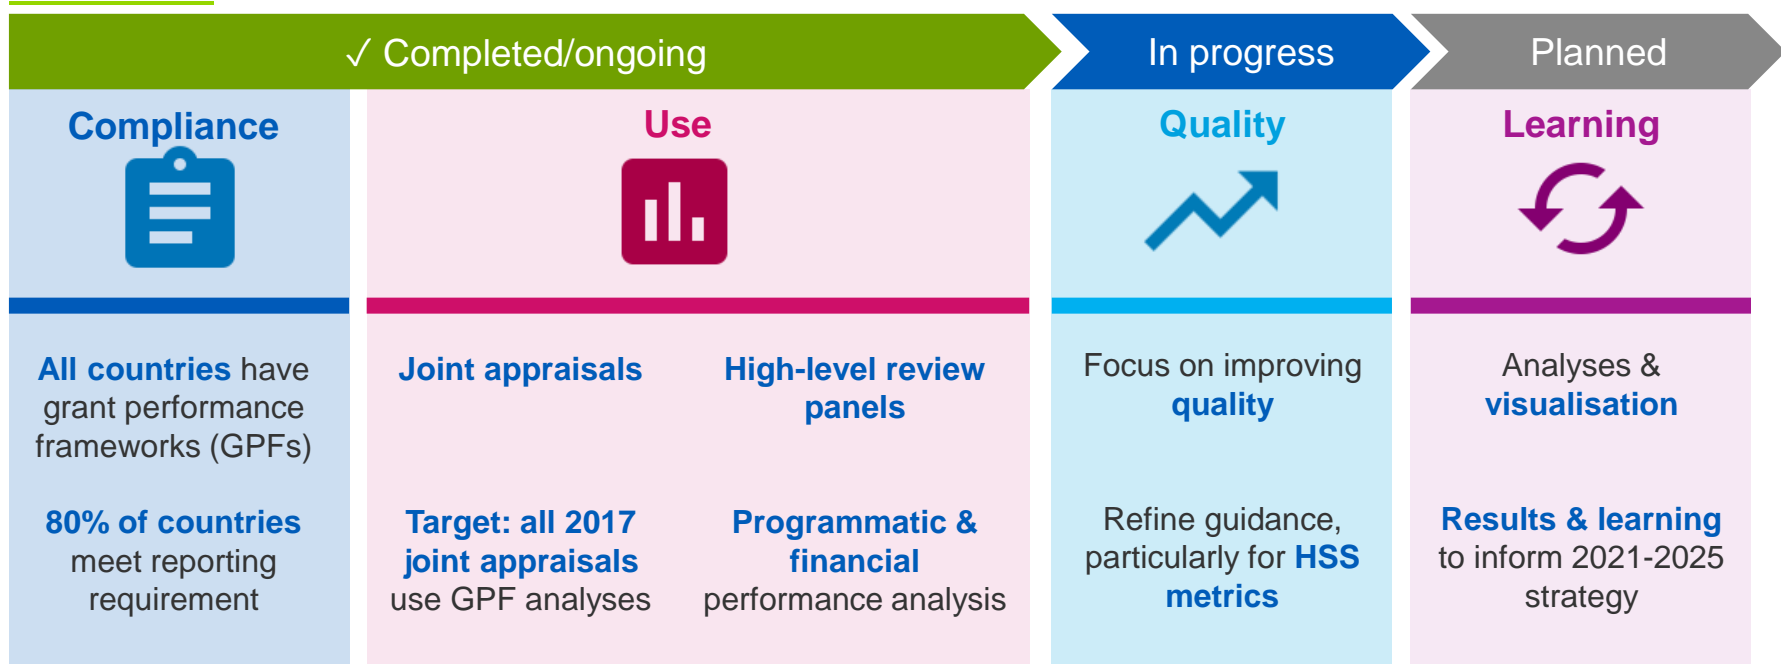 ✓ Completed/ongoing
In progress
Planned
Compliance
Use
Quality
Learning
All countries have
grant performance
frameworks (GPFs)
80% of countries
meet reporting
requirement
Joint appraisals
Target: all 2017
joint appraisals
use GPF analyses
High-level review
panels
Programmatic &
financial
performance analysis
Focus on improving
quality
Refine guidance,
particularly for HSS
metrics
Analyses &
visualisation
Results & learning
to inform 2021-2025
strategy